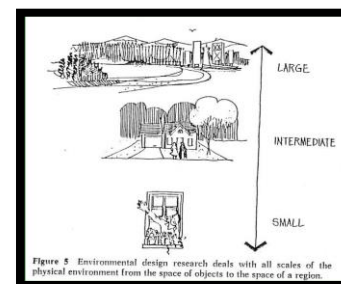 LARGE
INTERMEDIATE
SMALL
Figure 5 Environmental design research deals with all scales of the
physical environment from the space of objects to the space of a region.